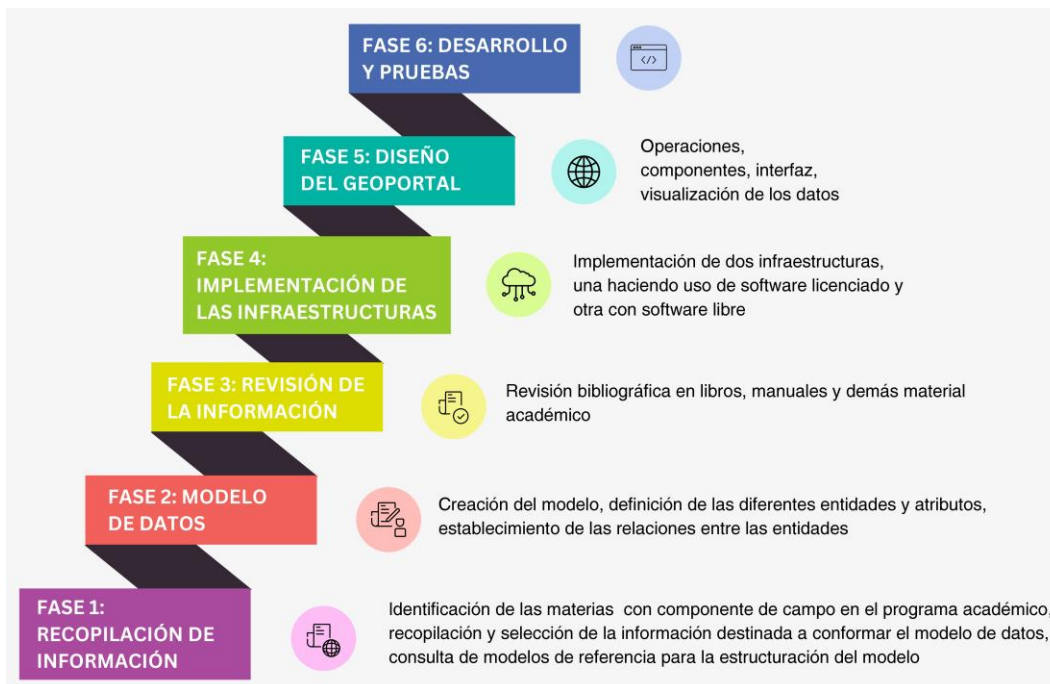 FASE 6: DESARROLLO
Y PRUEBAS
</>
FASE 5: DISEÑO
DEL GEOPORTAL
Operaciones,
componentes, interfaz,
visualización de los datos
FASE 4:
IMPLEMENTACIÓN DE
LAS INFRAESTRUCTURAS
Implementación de dos infraestructuras,
una haciendo uso de software licenciado y
otra con software libre
FASE 3: REVISIÓN DE
LA INFORMACIÓN
Revisión bibliográfica en libros, manuales y demás material
académico
FASE 2: MODELO
DE DATOS
Creación del modelo, definición de las diferentes entidades y atributos,
establecimiento de las relaciones entre las entidades
FASE 1:
RECOPILACIÓN DE
INFORMACIÓN
Identificación de las materias con componente de campo en el programa académico,
recopilación y selección de la información destinada a conformar el modelo de datos,
consulta de modelos de referencia para la estructuración del modelo